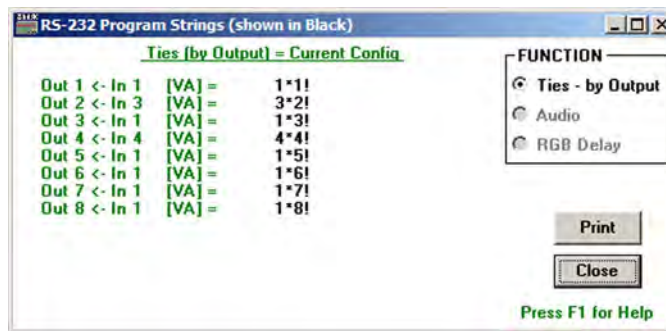 RS-232 Program Strings (shown in Black)
Ties (by Output) = Current Config
Out 1 <- In 1 [VA] = 1*1!
Out 2 <- In 3 [VA] = 3*2!
Out 3 <- In 1 [VA] = 1*3!
Out 4 <- In 4 [VA] = 4*4!
Out 5 <- In 1 [VA] = 1*5!
Out 6 <- In 1 [VA] = 1*6!
Out 7 <- In 1 [VA] = 1*7!
Out 8 <- In 1 [VA] = 1*8!
FUNCTION
Ties - by Output
Audio
RGB Delay
Print
Close
Press F1 for Help